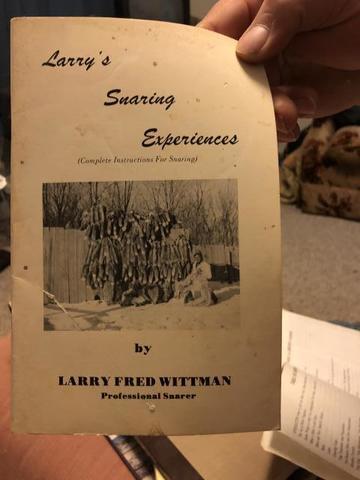 Larry's
Snaring
Experiences
(Complete Instructions For Snaring)
by
LARRY FRED WITTMAN
Professional Snarer